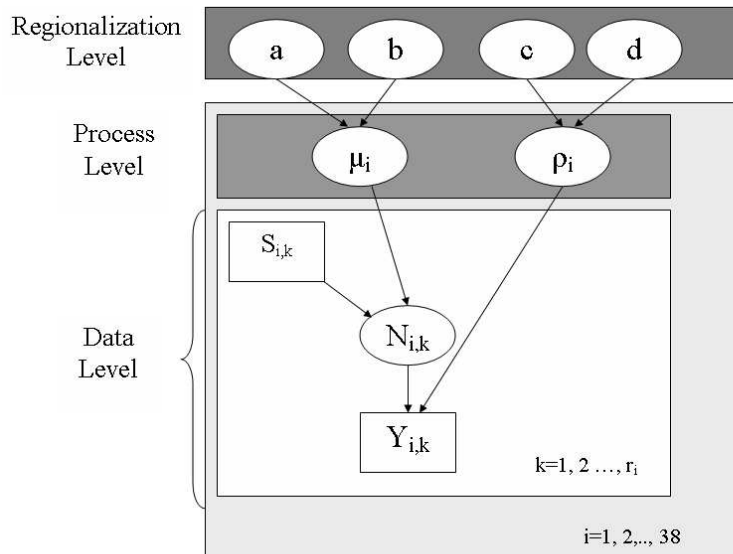 Regionalization
Level
a b c d
Process
Level
μi ρi
Si,k
Data
Level
Ni,k
Yi,k
k=1, 2 ..., ri
i=1, 2,.., 38